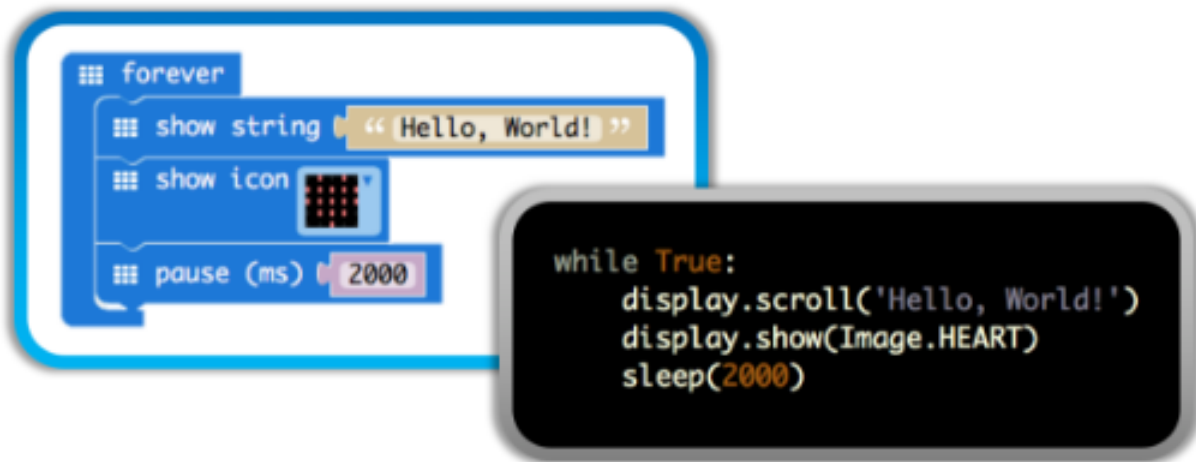 forever
show string “ Hello, World! ”
show icon
pause (ms) 2000
while True:
    display.scroll('Hello, World!')
    display.show(Image.HEART)
    sleep(2000)